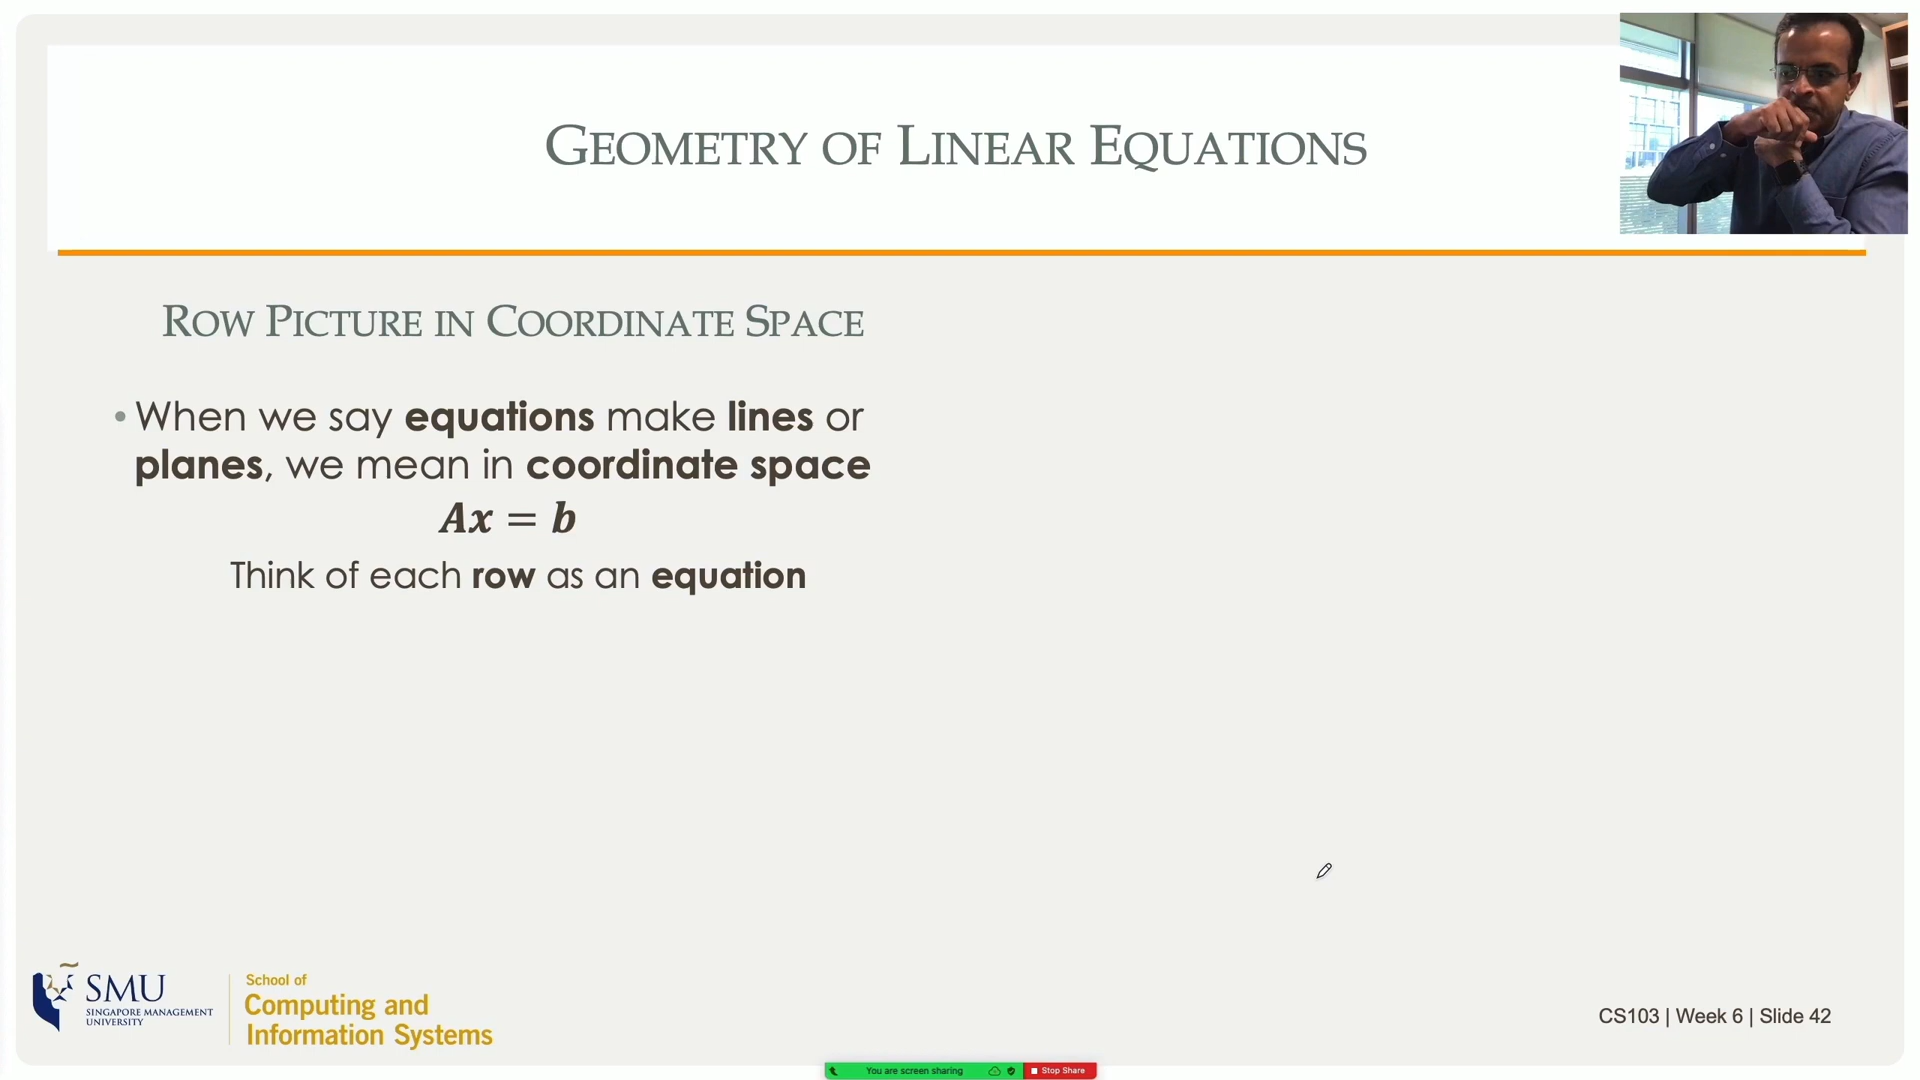 GEOMETRY OF LINEAR EQUATIONS
ROW PICTURE IN COORDINATE SPACE
• When we say equations make lines or
planes, we mean in coordinate space
Ax = b
Think of each row as an equation
SMU
SINGAPORE MANAGEMENT
UNIVERSITY
School of
Computing and
Information Systems
CS103 | Week 6 | Slide 42
You are screen sharing
Stop Share